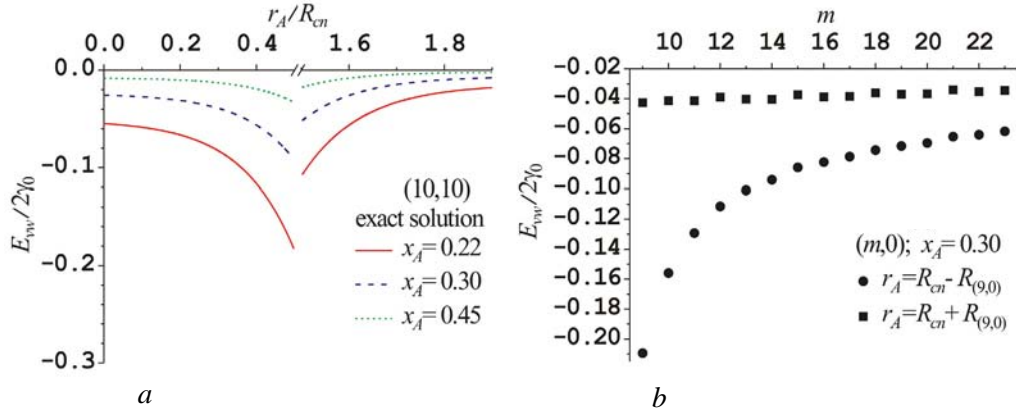 r_A/R_cn
0.0 0.2 0.4 1.6 1.8
0.0
-0.1
-0.2
-0.3
E_vw/2γ_0
(10,10)
exact solution
x_A= 0.22
x_A= 0.30
x_A= 0.45
a
m
10 12 14 16 18 20 22
-0.02
-0.04
-0.06
-0.08
-0.10
-0.12
-0.14
-0.16
-0.18
-0.20
E_vw/2γ_0
(m,0); x_A= 0.30
r_A=R_cn-R_(9,0)
r_A=R_cn+R_(9,0)
b